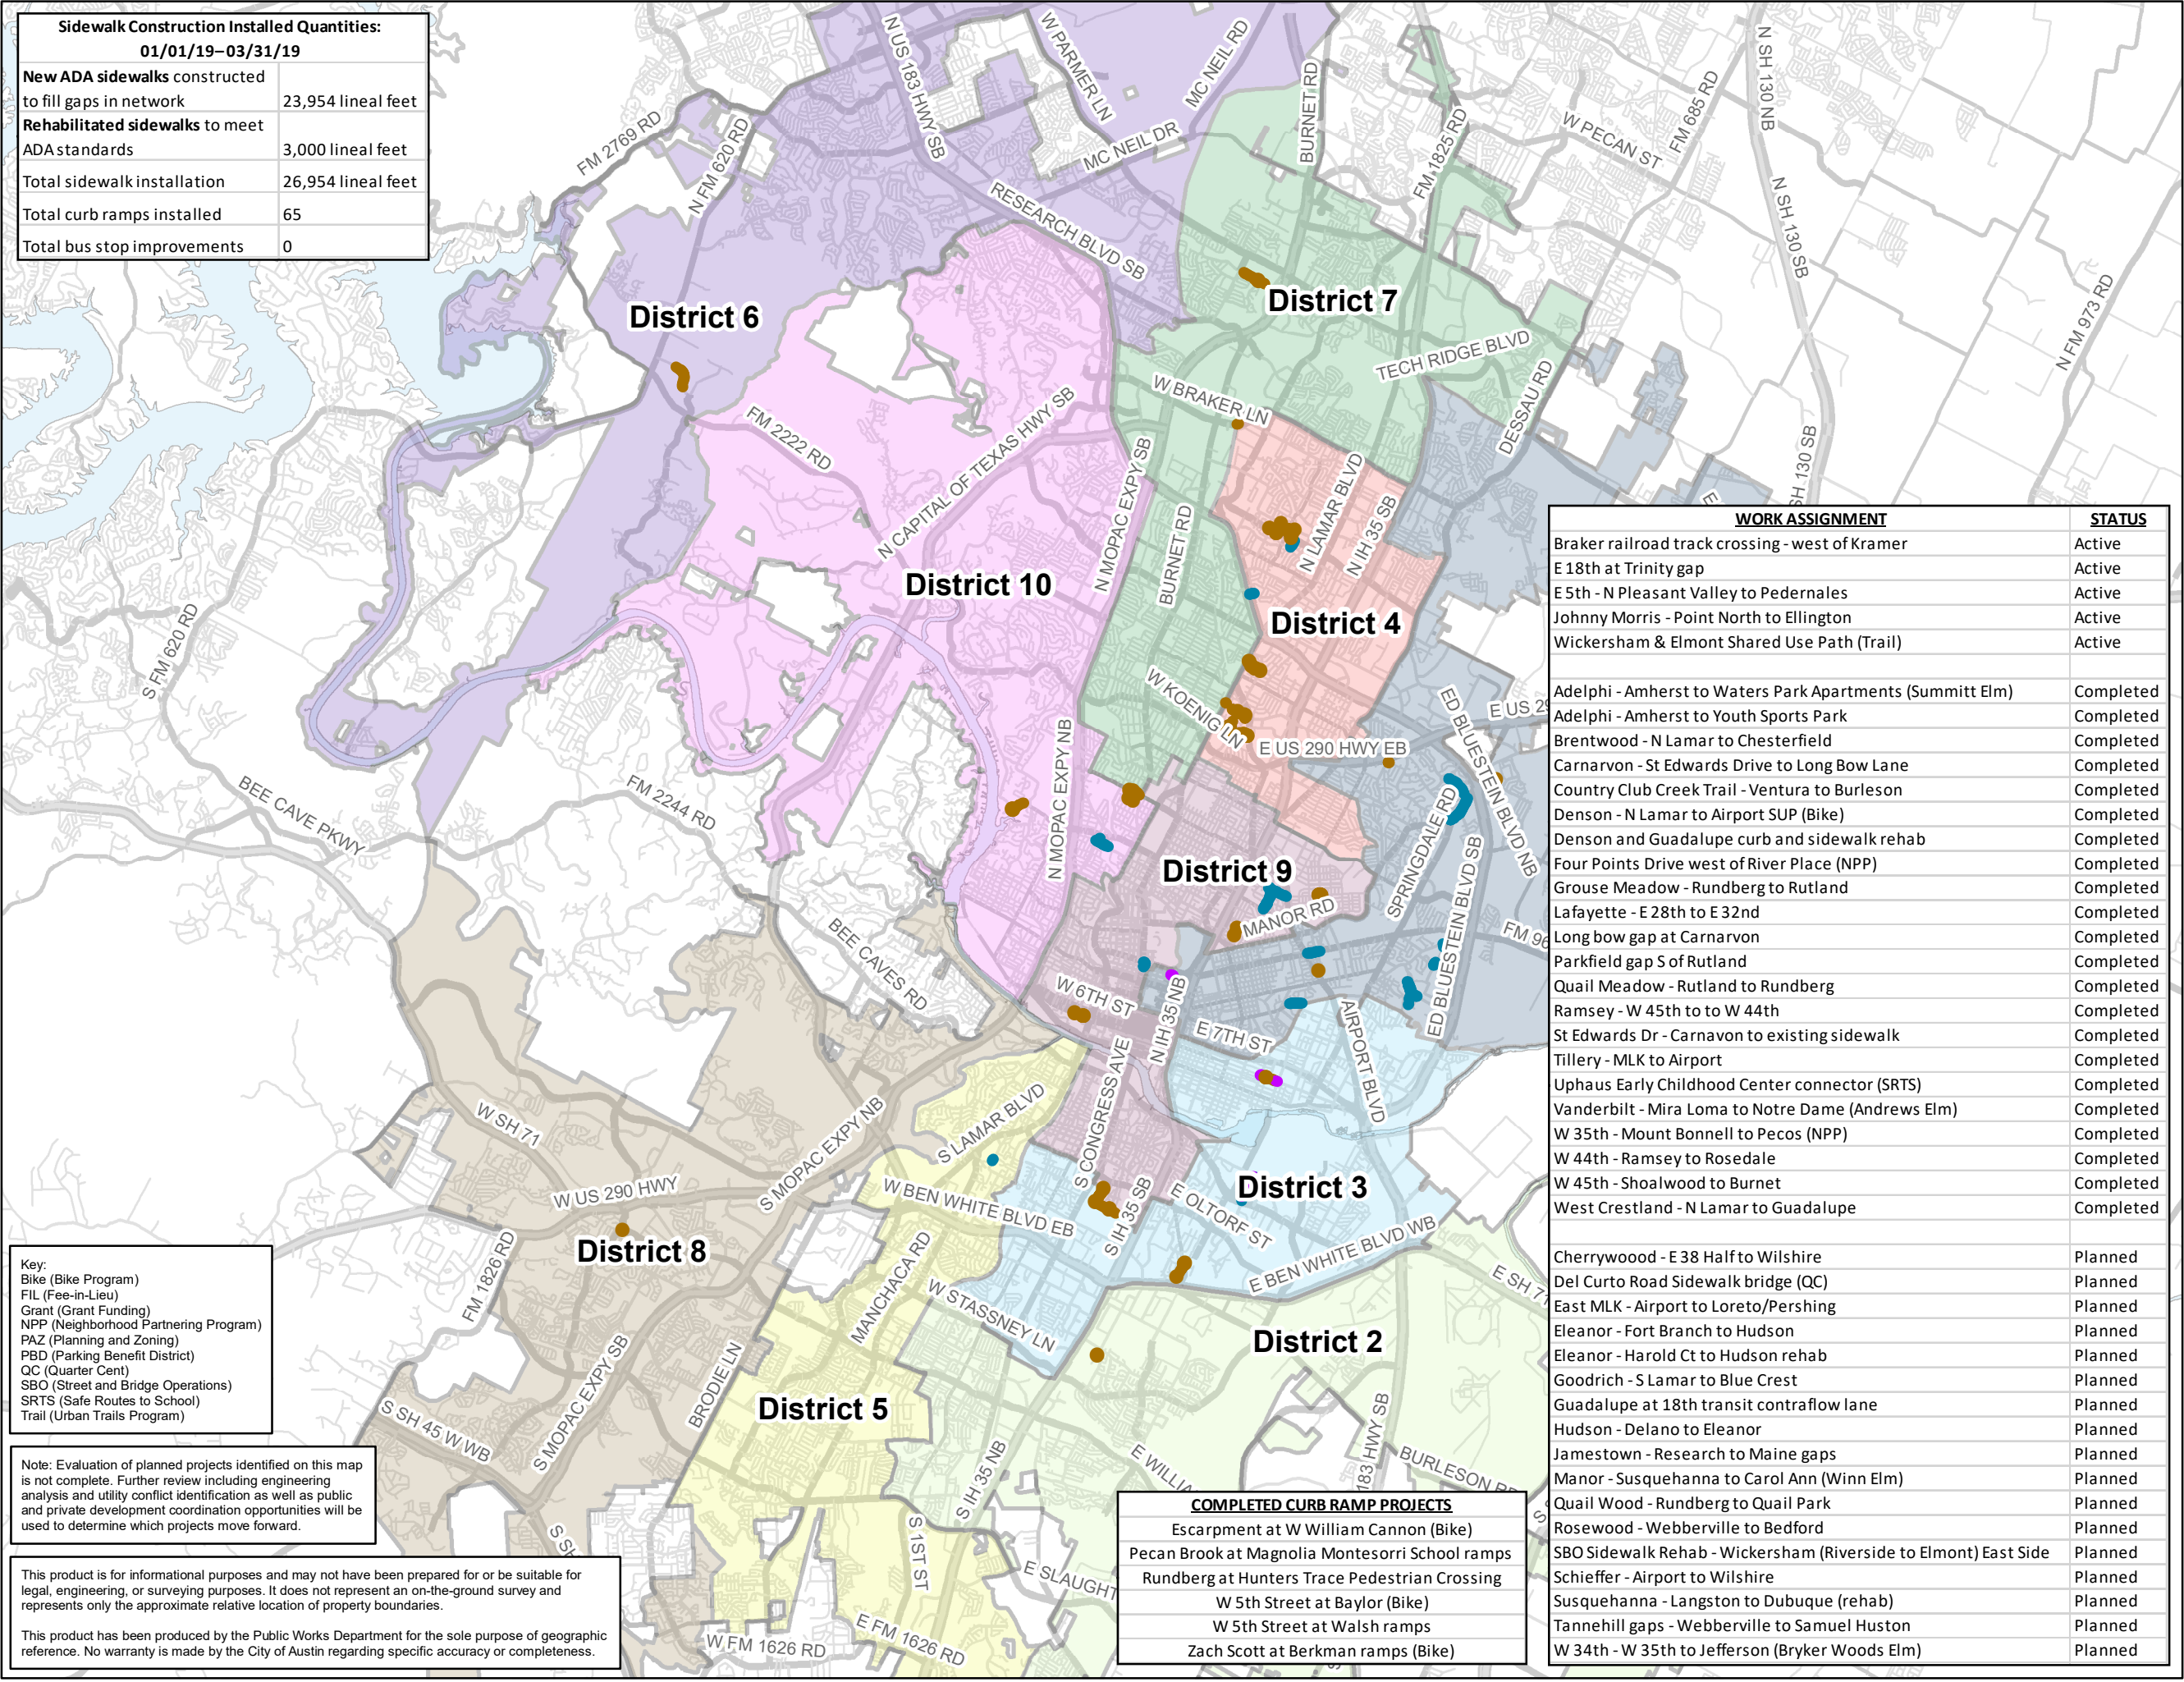 Sidewalk Construction Installed Quantities:
01/01/19–03/31/19
New ADA sidewalks constructed
to fill gaps in network 23,954 lineal feet
Rehabilitated sidewalks to meet
ADA standards 3,000 lineal feet
Total sidewalk installation 26,954 lineal feet
Total curb ramps installed 65
Total bus stop improvements 0
N US 183 HWY SB
W PARMER LN
MC NEIL RD
BURNET RD
FM 1825 RD
W PECAN ST
FM 685 RD
N SH 130 NB
N SH 130 SB
N FM 973 RD
FM 2769 RD
N FM 620 RD
MC NEIL DR
RESEARCH BLVD SB
District 6
District 7
TECH RIDGE BLVD
DESSAU RD
W BRAKER LN
FM 2222 RD
N CAPITAL OF TEXAS HWY SB
N MOPAC EXPY SB
BURNET RD
N LAMAR BLVD
N IH 35 SB
SH 130 SB
District 10
District 4
S FM 620 RD
W KOENIG LN
E US 290 HWY EB
ED BLUESTEIN BLVD NB
E US 29
BEE CAVE PKWY
FM 2244 RD
N MOPAC EXPY NB
SPRINGDALE RD
ED BLUESTEIN BLVD SB
District 9
MANOR RD
FM 96
BEE CAVES RD
W 6TH ST
N IH 35 NB
E 7TH ST
AIRPORT BLVD
S CONGRESS AVE
W SH 71
S LAMAR BLVD
S MOPAC EXPY NB
W US 290 HWY
W BEN WHITE BLVD EB
S IH 35 SB
E OLTORF ST
District 3
E BEN WHITE BLVD WB
E SH 71
District 8
FM 1826 RD
MANCHACA RD
W STASSNEY LN
District 2
BRODIE LN
S MOPAC EXPY SB
District 5
S SH 45 W WB
S SH
S IH 35 NB
E WILLIA
183 HWY SB
BURLESON R
S 1ST ST
E SLAUGHT
W FM 1626 RD
E FM 1626 RD
WORK ASSIGNMENT STATUS
Braker railroad track crossing - west of Kramer Active
E 18th at Trinity gap Active
E 5th - N Pleasant Valley to Pedernales Active
Johnny Morris - Point North to Ellington Active
Wickersham & Elmont Shared Use Path (Trail) Active
Adelphi - Amherst to Waters Park Apartments (Summitt Elm) Completed
Adelphi - Amherst to Youth Sports Park Completed
Brentwood - N Lamar to Chesterfield Completed
Carnarvon - St Edwards Drive to Long Bow Lane Completed
Country Club Creek Trail - Ventura to Burleson Completed
Denson - N Lamar to Airport SUP (Bike) Completed
Denson and Guadalupe curb and sidewalk rehab Completed
Four Points Drive west of River Place (NPP) Completed
Grouse Meadow - Rundberg to Rutland Completed
Lafayette - E 28th to E 32nd Completed
Long bow gap at Carnarvon Completed
Parkfield gap S of Rutland Completed
Quail Meadow - Rutland to Rundberg Completed
Ramsey - W 45th to to W 44th Completed
St Edwards Dr - Carnavon to existing sidewalk Completed
Tillery - MLK to Airport Completed
Uphaus Early Childhood Center connector (SRTS) Completed
Vanderbilt - Mira Loma to Notre Dame (Andrews Elm) Completed
W 35th - Mount Bonnell to Pecos (NPP) Completed
W 44th - Ramsey to Rosedale Completed
W 45th - Shoalwood to Burnet Completed
West Crestland - N Lamar to Guadalupe Completed
Cherrywoood - E 38 Half to Wilshire Planned
Del Curto Road Sidewalk bridge (QC) Planned
East MLK - Airport to Loreto/Pershing Planned
Eleanor - Fort Branch to Hudson Planned
Eleanor - Harold Ct to Hudson rehab Planned
Goodrich - S Lamar to Blue Crest Planned
Guadalupe at 18th transit contraflow lane Planned
Hudson - Delano to Eleanor Planned
Jamestown - Research to Maine gaps Planned
Manor - Susquehanna to Carol Ann (Winn Elm) Planned
Quail Wood - Rundberg to Quail Park Planned
Rosewood - Webberville to Bedford Planned
SBO Sidewalk Rehab - Wickersham (Riverside to Elmont) East Side Planned
Schieffer - Airport to Wilshire Planned
Susquehanna - Langston to Dubuque (rehab) Planned
Tannehill gaps - Webberville to Samuel Huston Planned
W 34th - W 35th to Jefferson (Bryker Woods Elm) Planned
Key:
Bike (Bike Program)
FIL (Fee-in-Lieu)
Grant (Grant Funding)
NPP (Neighborhood Partnering Program)
PAZ (Planning and Zoning)
PBD (Parking Benefit District)
QC (Quarter Cent)
SBO (Street and Bridge Operations)
SRTS (Safe Routes to School)
Trail (Urban Trails Program)
Note: Evaluation of planned projects identified on this map
is not complete. Further review including engineering
analysis and utility conflict identification as well as public
and private development coordination opportunities will be
used to determine which projects move forward.
This product is for informational purposes and may not have been prepared for or be suitable for
legal, engineering, or surveying purposes. It does not represent an on-the-ground survey and
represents only the approximate relative location of property boundaries.
This product has been produced by the Public Works Department for the sole purpose of geographic
reference. No warranty is made by the City of Austin regarding specific accuracy or completeness.
COMPLETED CURB RAMP PROJECTS
Escarpment at W William Cannon (Bike)
Pecan Brook at Magnolia Montesorri School ramps
Rundberg at Hunters Trace Pedestrian Crossing
W 5th Street at Baylor (Bike)
W 5th Street at Walsh ramps
Zach Scott at Berkman ramps (Bike)